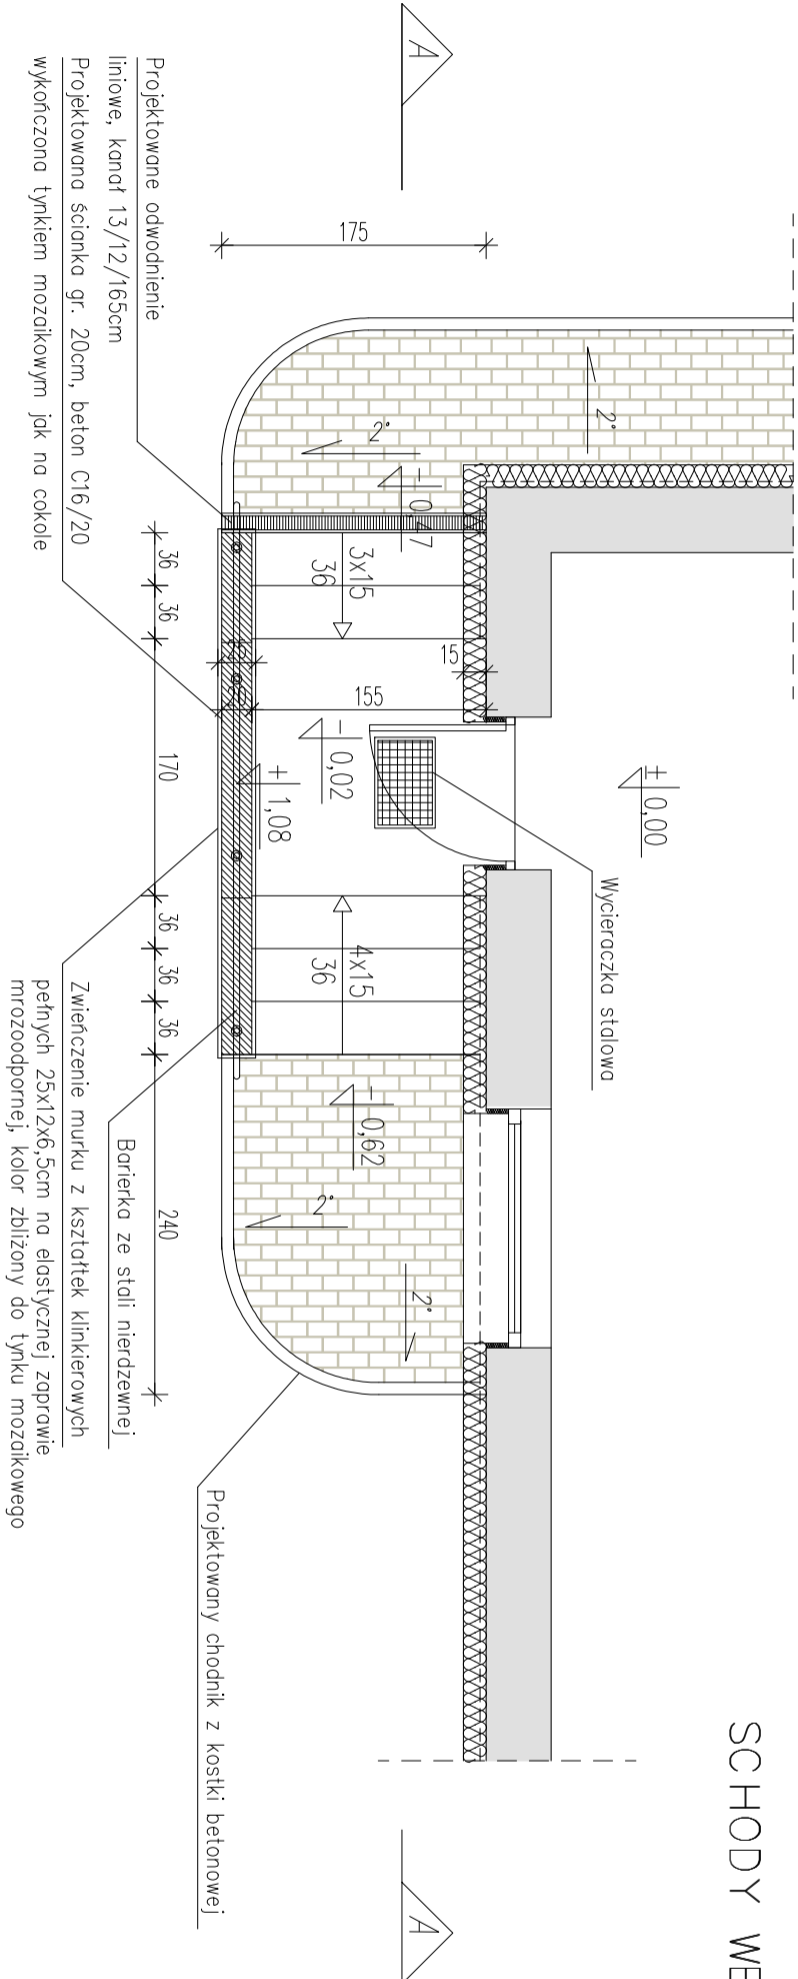 SCHODY WE
A
A
175
2°
2°
- 0,47
3x15
36
15
155
25
20
- 0,02
+ 1,08
± 0,00
Wycieraczka stalowa
4x15
36
- 0,62
2°
2°
36
36
170
36
36
36
240
Projektowane odwodnienie
liniowe, kanał 13/12/165cm
Projektowana ścianka gr. 20cm, beton C16/20
wykończona tynkiem mozaikowym jak na cokole
Projektowany chodnik z kostki betonowej
Barierka ze stali nierdzewnej
Zwieńczenie murku z kształtek klinkierowych
pełnych 25x12x6,5cm na elastycznej zaprawie
mrozoodpornej, kolor zbliżony do tynku mozaikowego